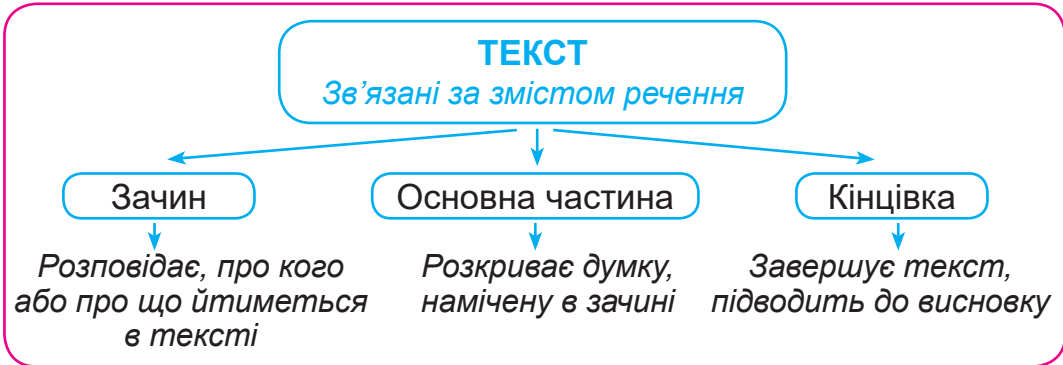 ТЕКСТ
Зв’язані за змістом речення
Зачин
Розповідає, про кого
або про що йтиметься
в тексті
Основна частина
Розкриває думку,
намічену в зачині
Кінцівка
Завершує текст,
підводить до висновку